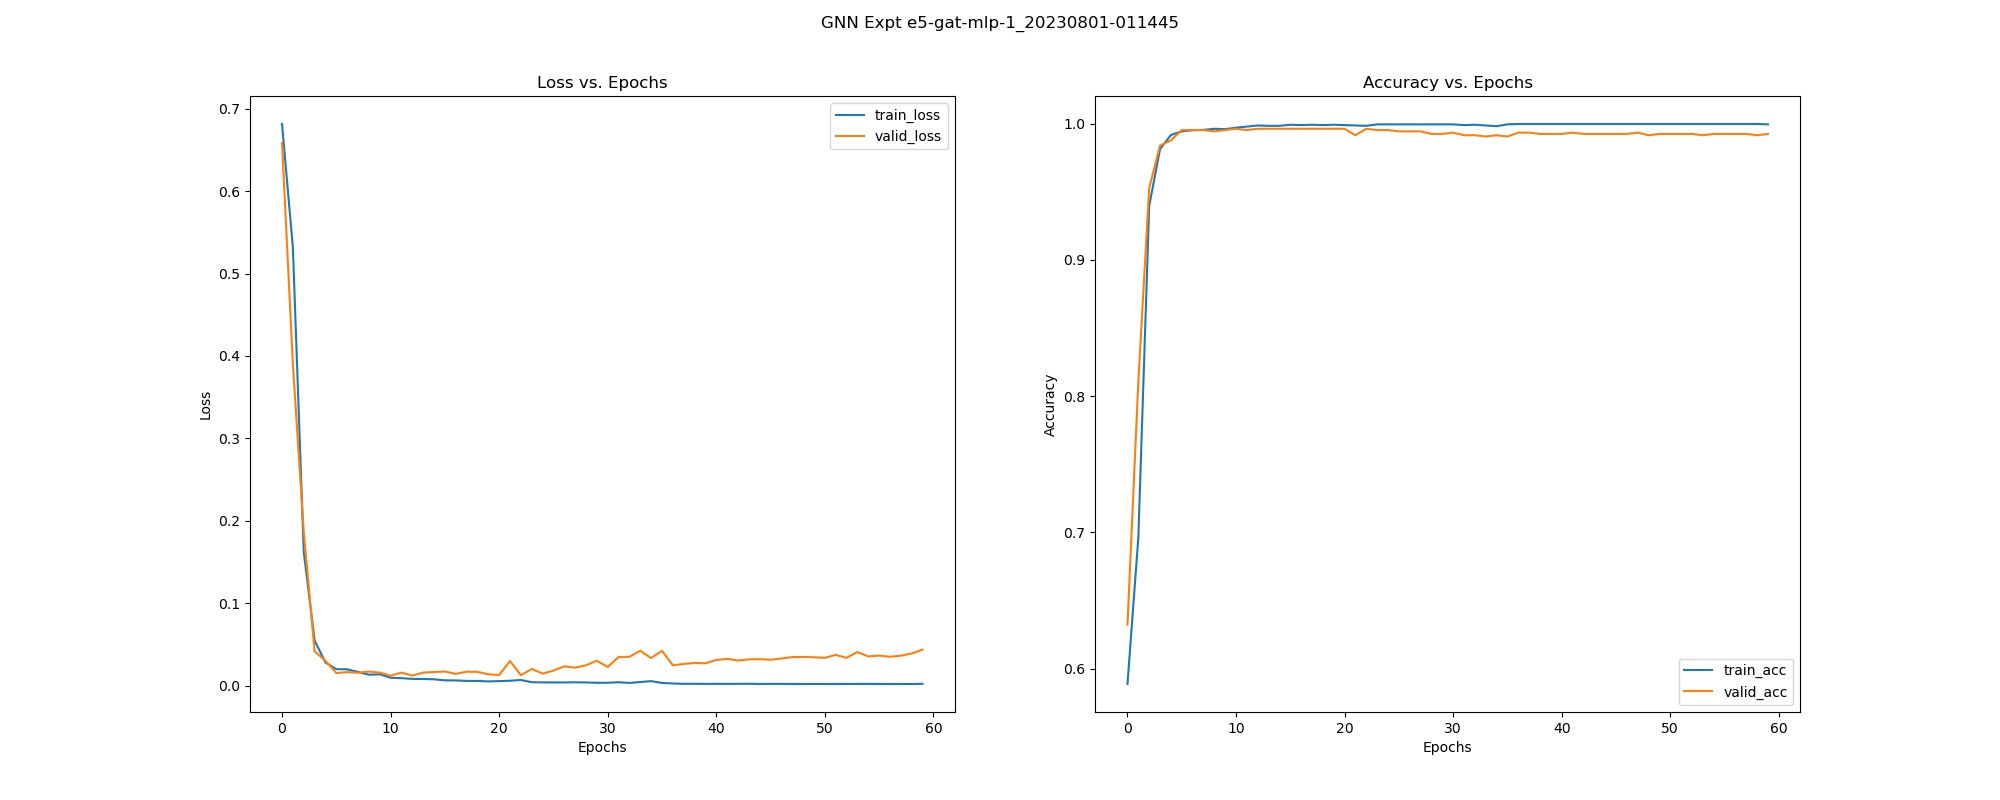 GNN Expt e5-gat-mlp-1_20230801-011445
Loss vs. Epochs
0.7
0.6
0.5
0.4
0.3
0.2
0.1
0.0
Loss
train_loss
valid_loss
0 10 20 30 40 50 60
Epochs
Accuracy vs. Epochs
1.0
0.9
0.8
0.7
0.6
Accuracy
train_acc
valid_acc
0 10 20 30 40 50 60
Epochs